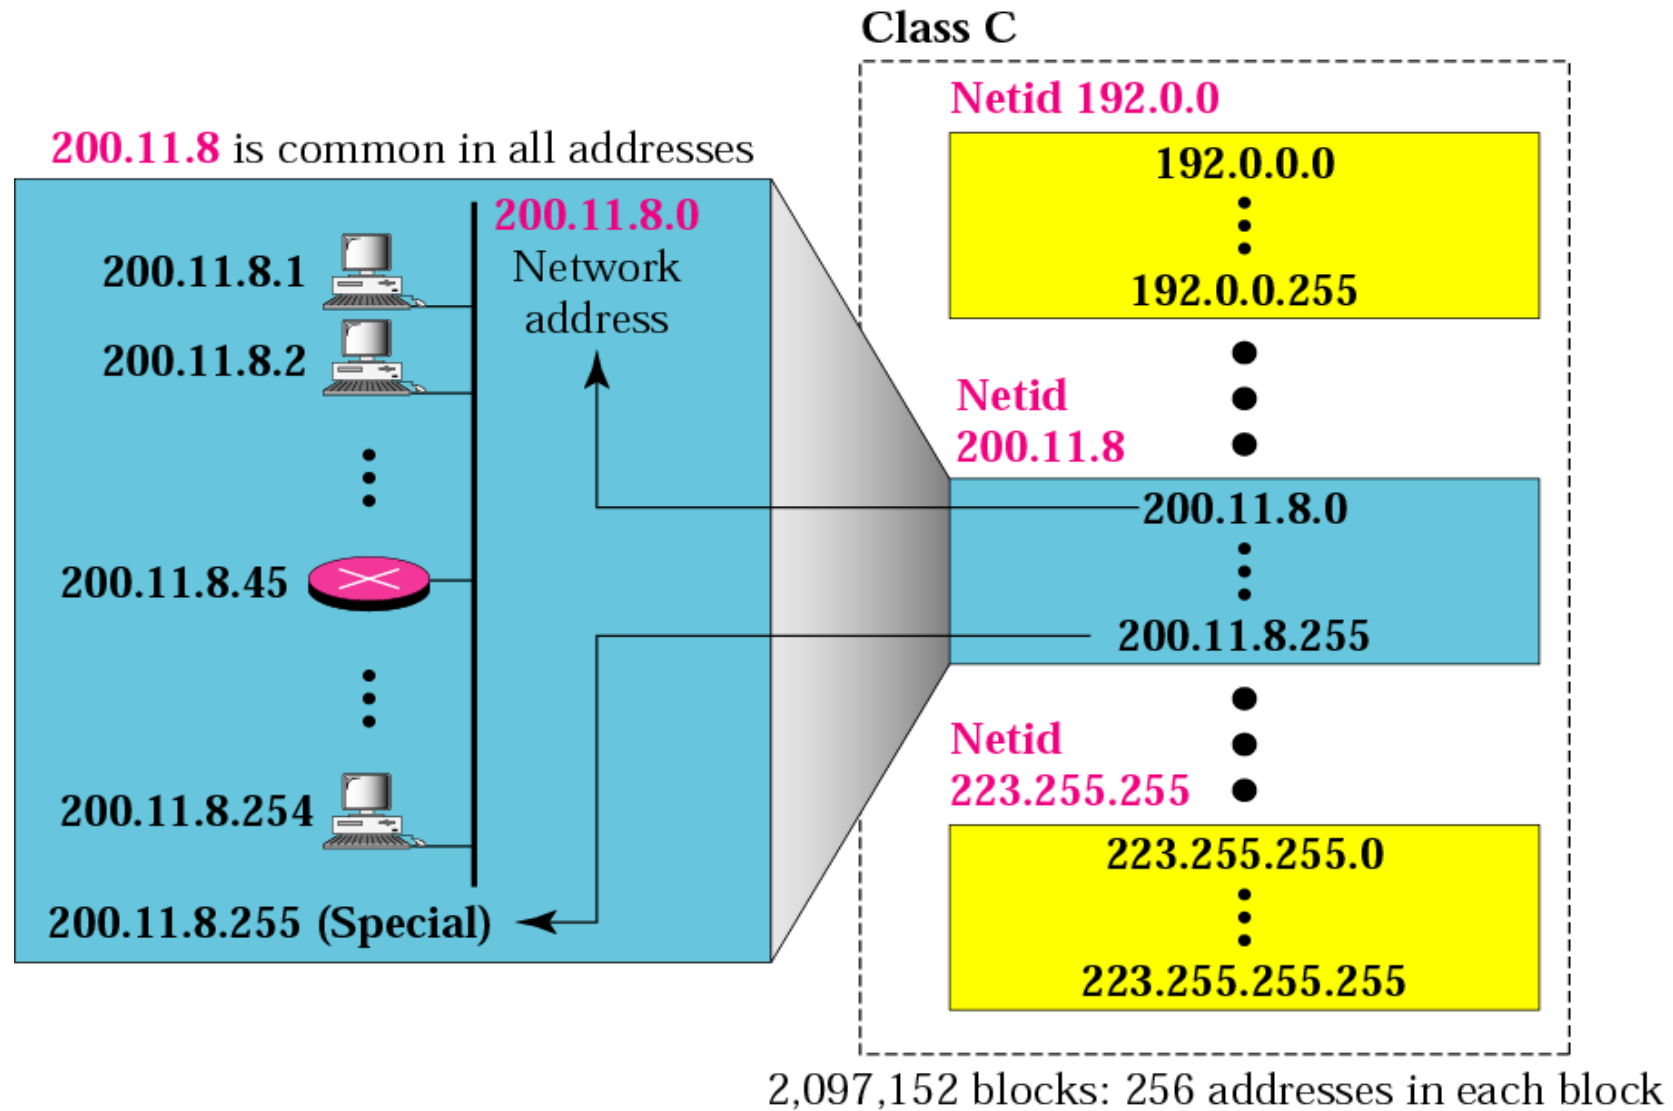 Class C
Netid 192.0.0
192.0.0.0
192.0.0.255
Netid
200.11.8
200.11.8.0
200.11.8.255
Netid
223.255.255
223.255.255.0
223.255.255.255
2,097,152 blocks: 256 addresses in each block
200.11.8 is common in all addresses
200.11.8.0
Network
address
200.11.8.1
200.11.8.2
200.11.8.45
200.11.8.254
200.11.8.255 (Special)